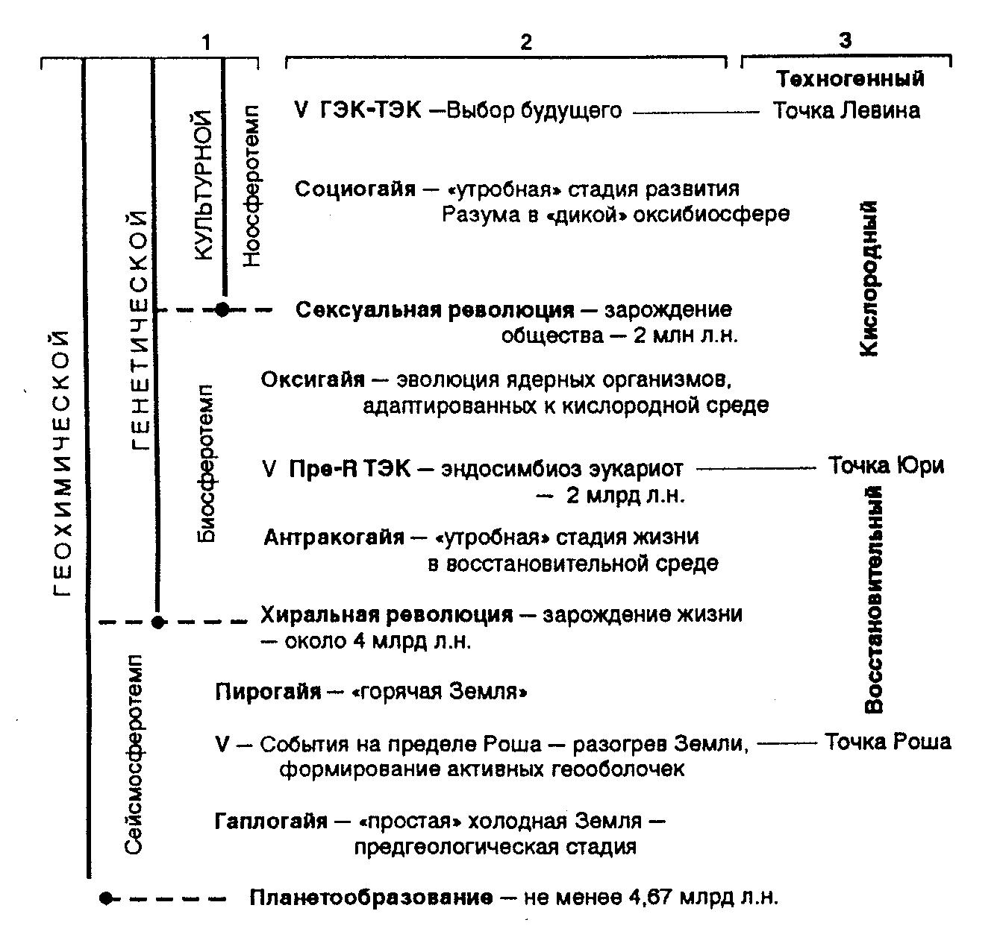 1
2
3
Техногенный
V ГЭК-ТЭК —Выбор будущего
Точка Левина
КУЛЬТУРНОЙ
Ноосферотемп
Социогайя — «утробная» стадия развития
Разума в «дикой» оксибиосфере
Кислородный
ГЕНЕТИЧЕСКОЙ
Сексуальная революция — зарождение
общества — 2 млн л.н.
ГЕОХИМИЧЕСКОЙ
Оксигайя — эволюция ядерных организмов,
адаптированных к кислородной среде
Биосферотемп
V Пре-R ТЭК — эндосимбиоз эукариот
— 2 млрд л.н.
Точка Юри
Антракогайя — «утробная» стадия жизни
в восстановительной среде
Восстановительный
Хиральная революция — зарождение жизни
— около 4 млрд л.н.
Сейсмосферотемп
Пирогайя — «горячая Земля»
V — События на пределе Роша — разогрев Земли,
формирование активных геооболочек
Точка Роша
Гаплогайя — «простая» холодная Земля —
предгеологическая стадия
Планетообразование — не менее 4,67 млрд л.н.